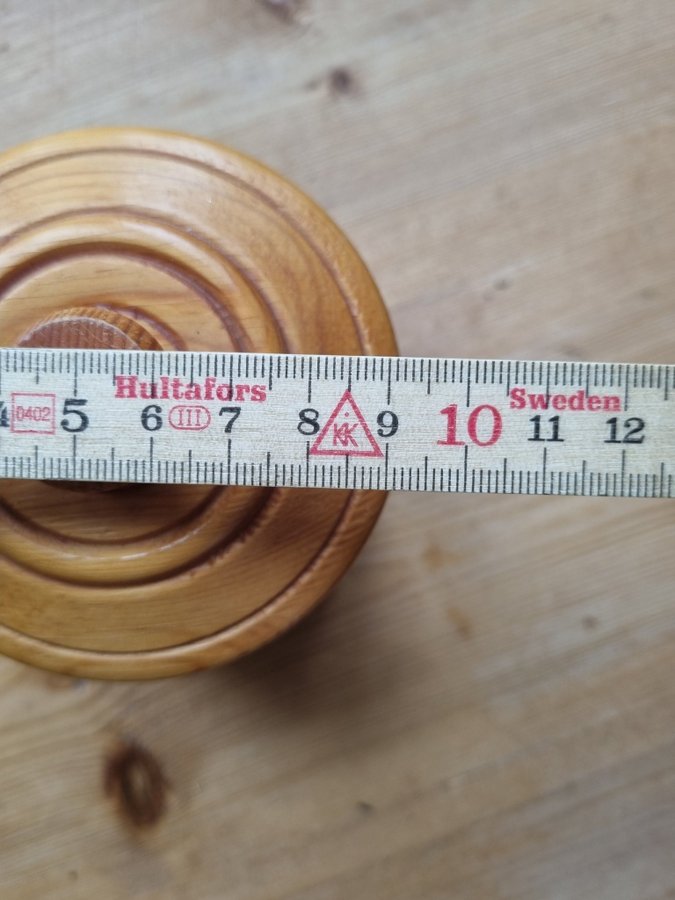 Hultafors Sweden
0402 5 6 III 7 8 KK 9 10 11 12